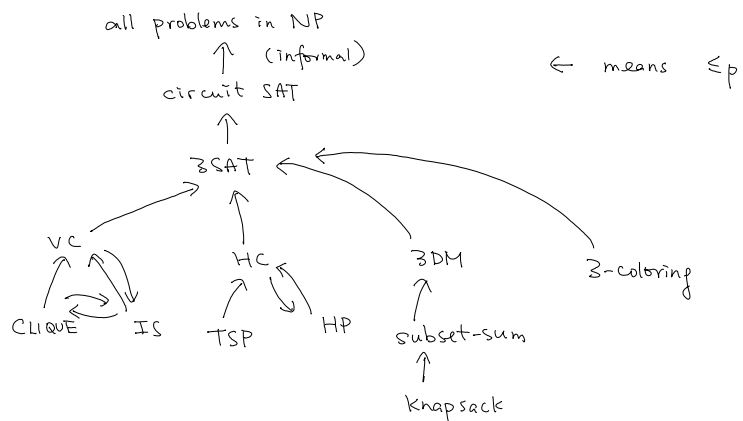 all problems in NP
(informal)
← means ≤p
circuit SAT
3SAT
VC
HC
3DM
3-coloring
CLIQUE
IS
TSP
HP
subset-sum
Knapsack